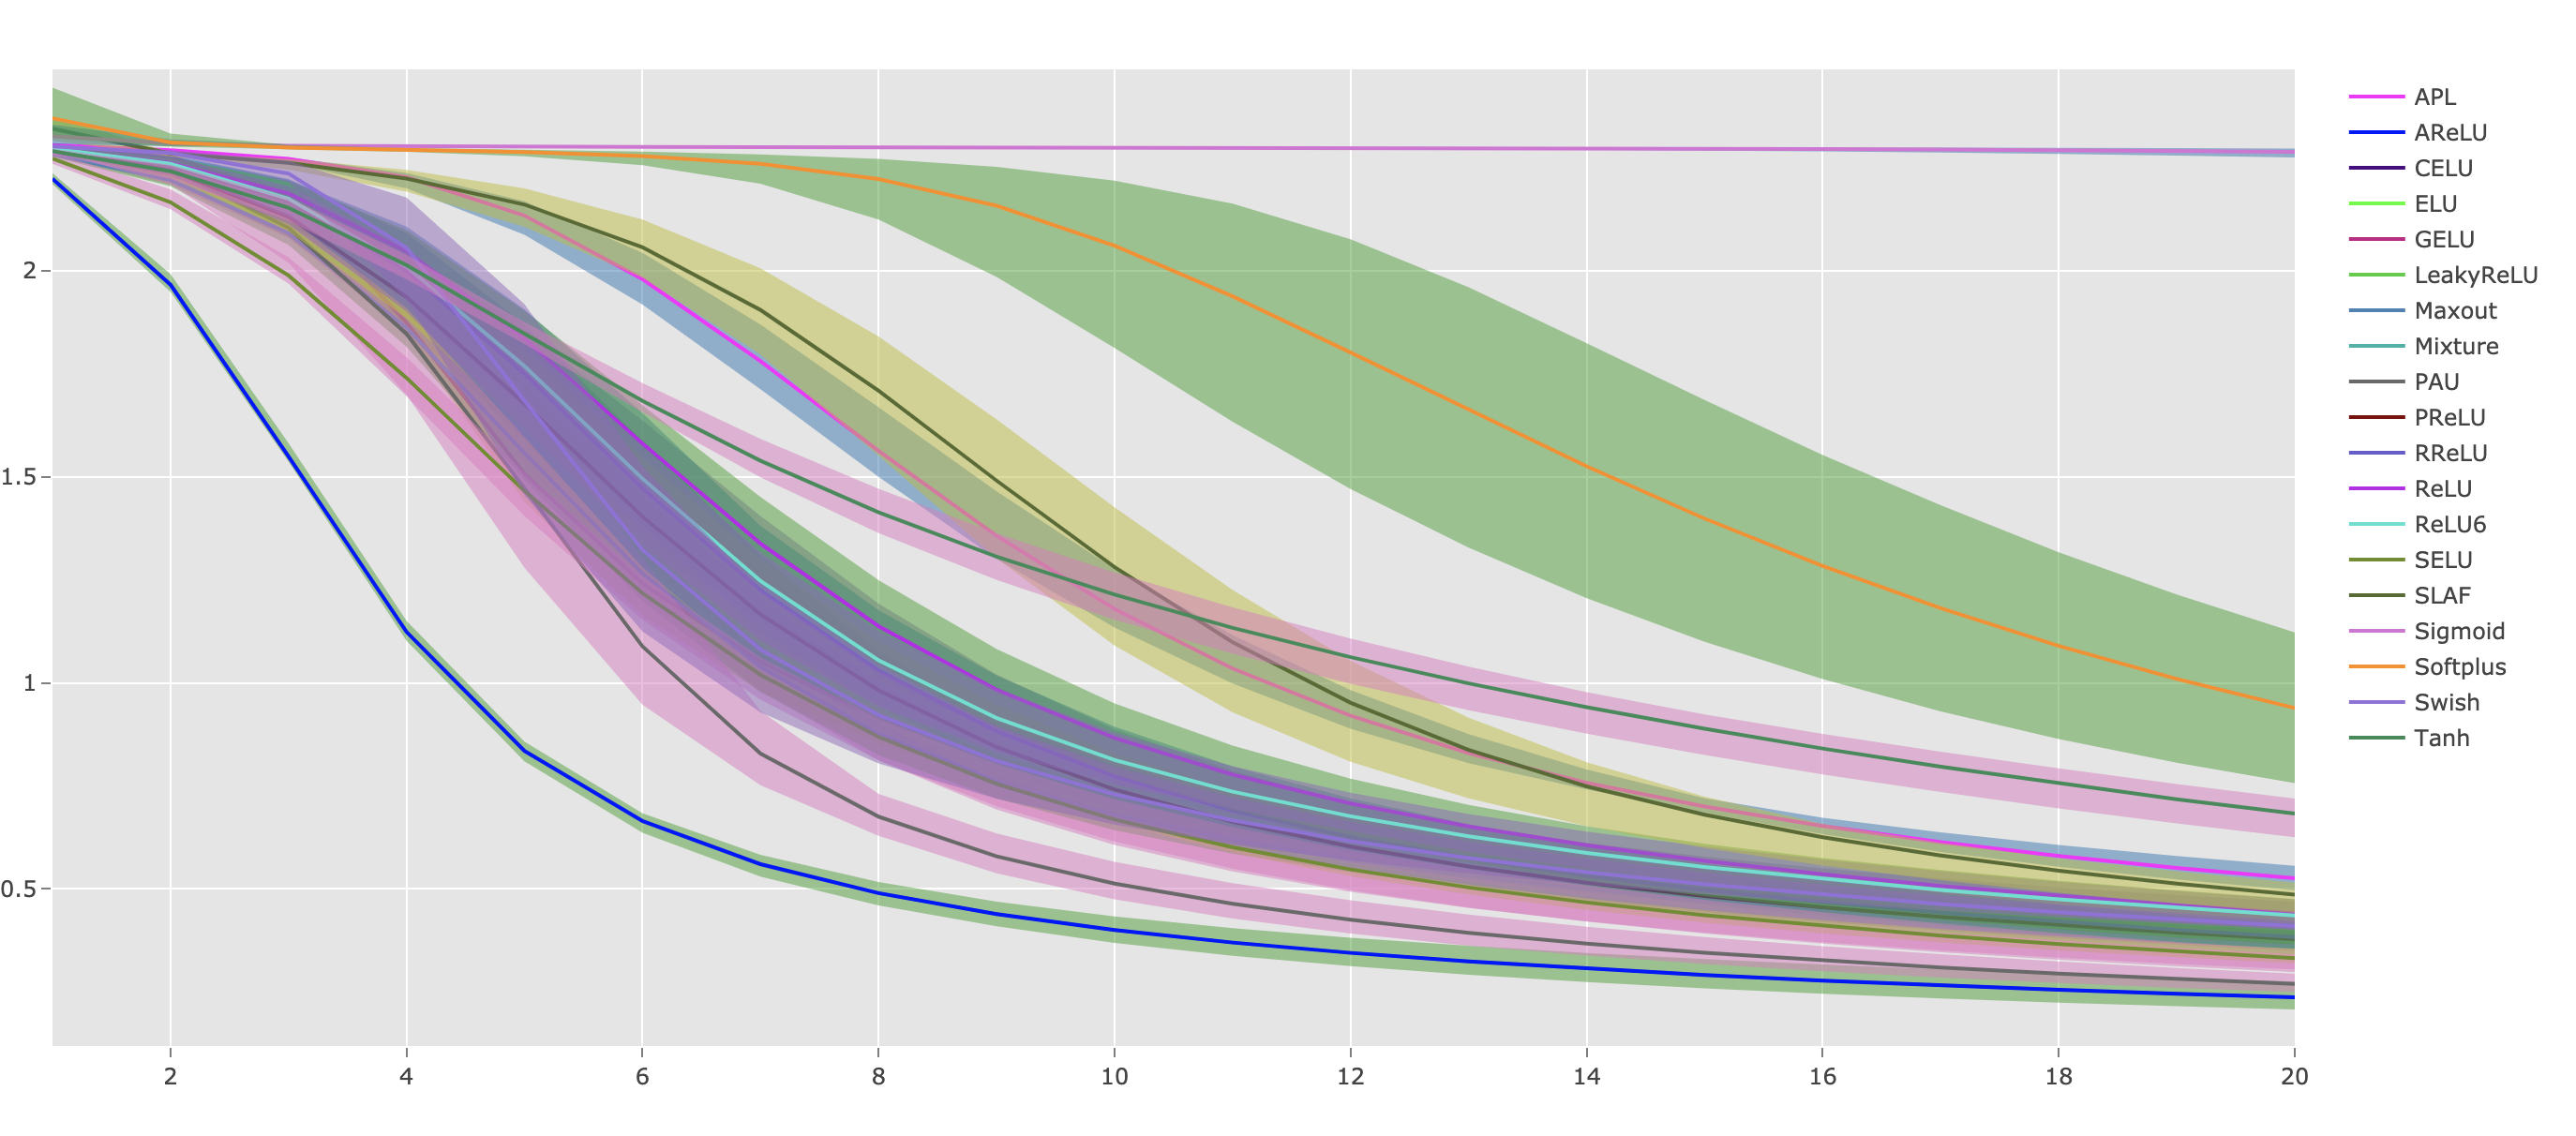 2
1.5
1
0.5
2 4 6 8 10 12 14 16 18 20
APL
AReLU
CELU
ELU
GELU
LeakyReLU
Maxout
Mixture
PAU
PReLU
RReLU
ReLU
ReLU6
SELU
SLAF
Sigmoid
Softplus
Swish
Tanh